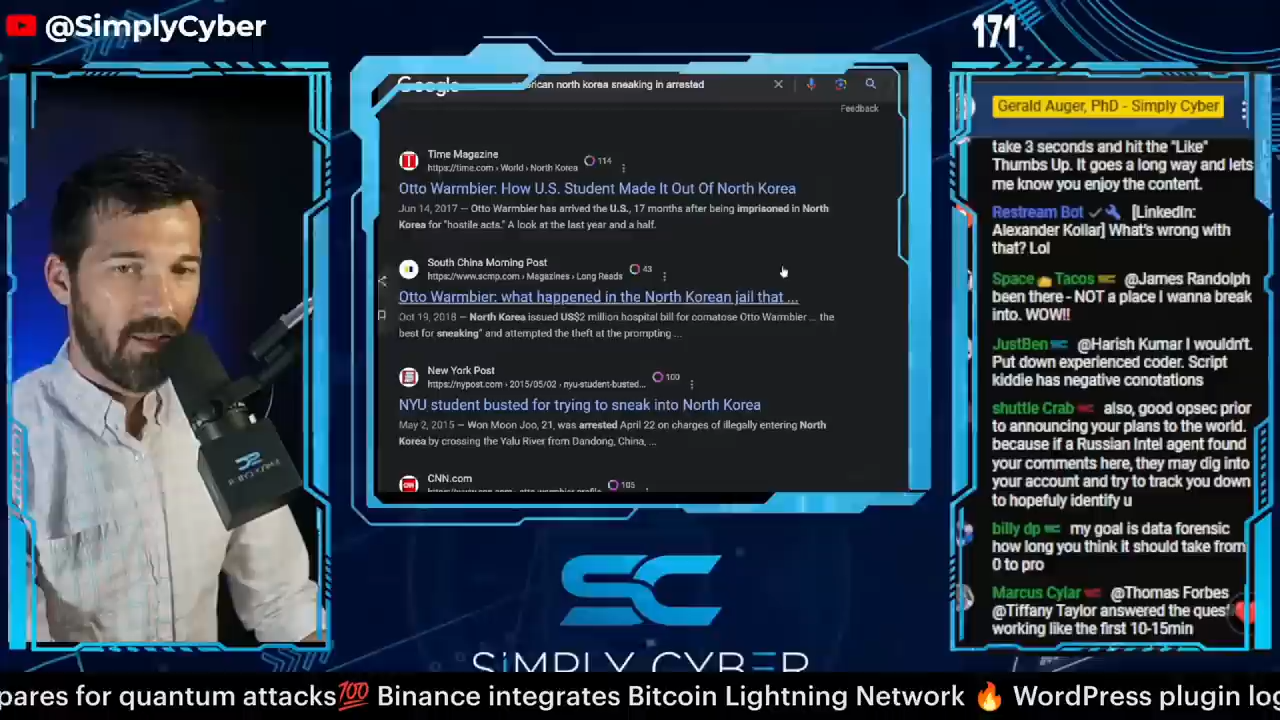 @SimplyCyber
171
Google
rican north korea sneaking in arrested
Feedback
Time Magazine
114
https://time.com › World › North Korea
Otto Warmbier: How U.S. Student Made It Out Of North Korea
Jun 14, 2017 — Otto Warmbier has arrived the U.S., 17 months after being imprisoned in North
Korea for "hostile acts." A look at the last year and a half.
South China Morning Post
43
https://www.scmp.com › Magazines › Long Reads
Otto Warmbier: what happened in the North Korean jail that ...
Oct 19, 2018 — North Korea issued US$2 million hospital bill for comatose Otto Warmbier ... the
best for sneaking" and attempted the theft at the prompting ...
New York Post
100
https://nypost.com › 2015/05/02 › nyu-student-busted...
NYU student busted for trying to sneak into North Korea
May 2, 2015 — Won Moon Joo, 21, was arrested April 22 on charges of illegally entering North
Korea by crossing the Yalu River from Dandong, China, ...
CNN.com
105
Gerald Auger, PhD - Simply Cyber
take 3 seconds and hit the "Like"
Thumbs Up. It goes a long way and lets
me know you enjoy the content.
Restream Bot [LinkedIn:
Alexander Kollar] What's wrong with
that? Lol
Space Tacos @James Randolph
been there - NOT a place I wanna break
into. WOW!!
JustBen @Harish Kumar I wouldn't.
Put down experienced coder. Script
kiddie has negative conotations
shuttle Crab also, good opsec prior
to announcing your plans to the world.
because if a Russian Intel agent found
your comments here, they may dig into
your account and try to track you down
to hopefuly identify u
billy dp my goal is data forensic
how long you think it should take from
0 to pro
Marcus Cylar @Thomas Forbes
@Tiffany Taylor answered the ques
working like the first 10-15min
SC
SIMPLY CYBER
pares for quantum attacks💯 Binance integrates Bitcoin Lightning Network 🔥 WordPress plugin log